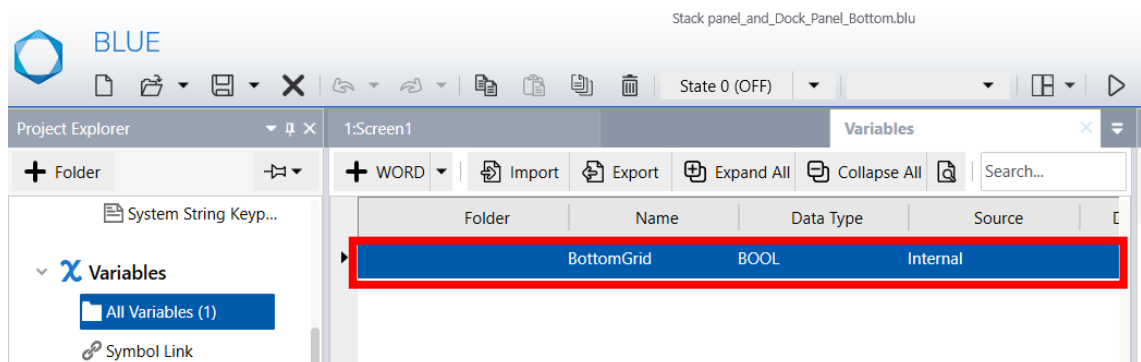 Stack panel_and_Dock_Panel_Bottom.blu
BLUE
State 0 (OFF)
Project Explorer
1:Screen1
Variables
Folder
WORD
Import
Export
Expand All
Collapse All
Search...
System String Keyp...
Folder
Name
Data Type
Source
BottomGrid
BOOL
Internal
Variables
All Variables (1)
Symbol Link